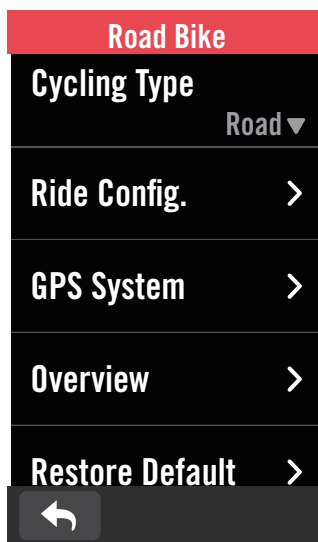 Road Bike
Cycling Type
Road
Ride Config.
GPS System
Overview
Restore Default